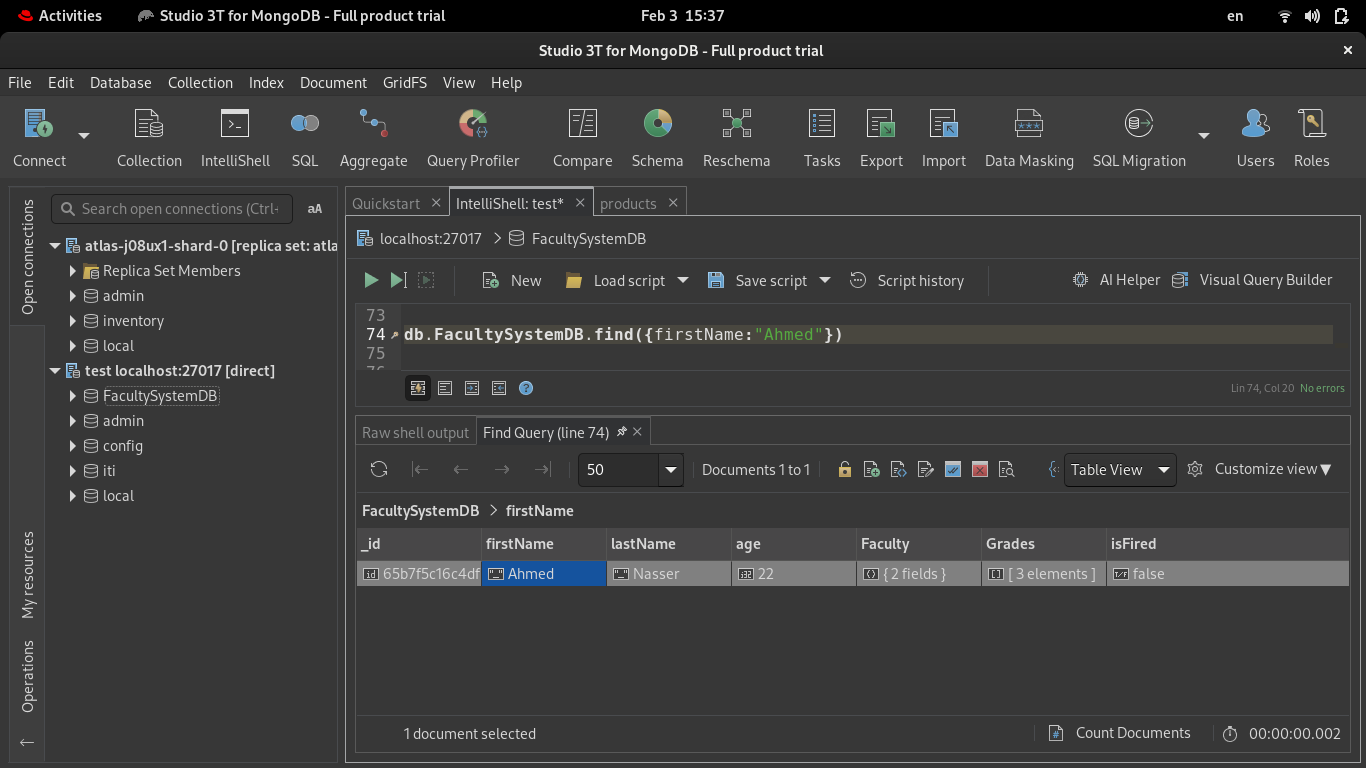 Activities Studio 3T for MongoDB - Full product trial Feb 3 15:37 en
Studio 3T for MongoDB - Full product trial
File Edit Database Collection Index Document GridFS View Help
Connect Collection IntelliShell SQL Aggregate Query Profiler Compare Schema Reschema Tasks Export Import Data Masking SQL Migration Users Roles
Open connections
My resources
Operations
Search open connections (Ctrl- aA
atlas-j08ux1-shard-0 [replica set: atla
Replica Set Members
admin
inventory
local
test localhost:27017 [direct]
FacultySystemDB
admin
config
iti
local
Quickstart IntelliShell: test* products
localhost:27017 FacultySystemDB
New Load script Save script Script history AI Helper Visual Query Builder
73
74 db.FacultySystemDB.find({firstName:"Ahmed"})
75
Lin 74, Col 20 No errors
Raw shell output Find Query (line 74)
50 Documents 1 to 1 Table View Customize view
FacultySystemDB firstName
_id firstName lastName age Faculty Grades isFired
65b7f5c16c4df Ahmed Nasser 22 { 2 fields } [ 3 elements ] false
1 document selected Count Documents 00:00:00.002